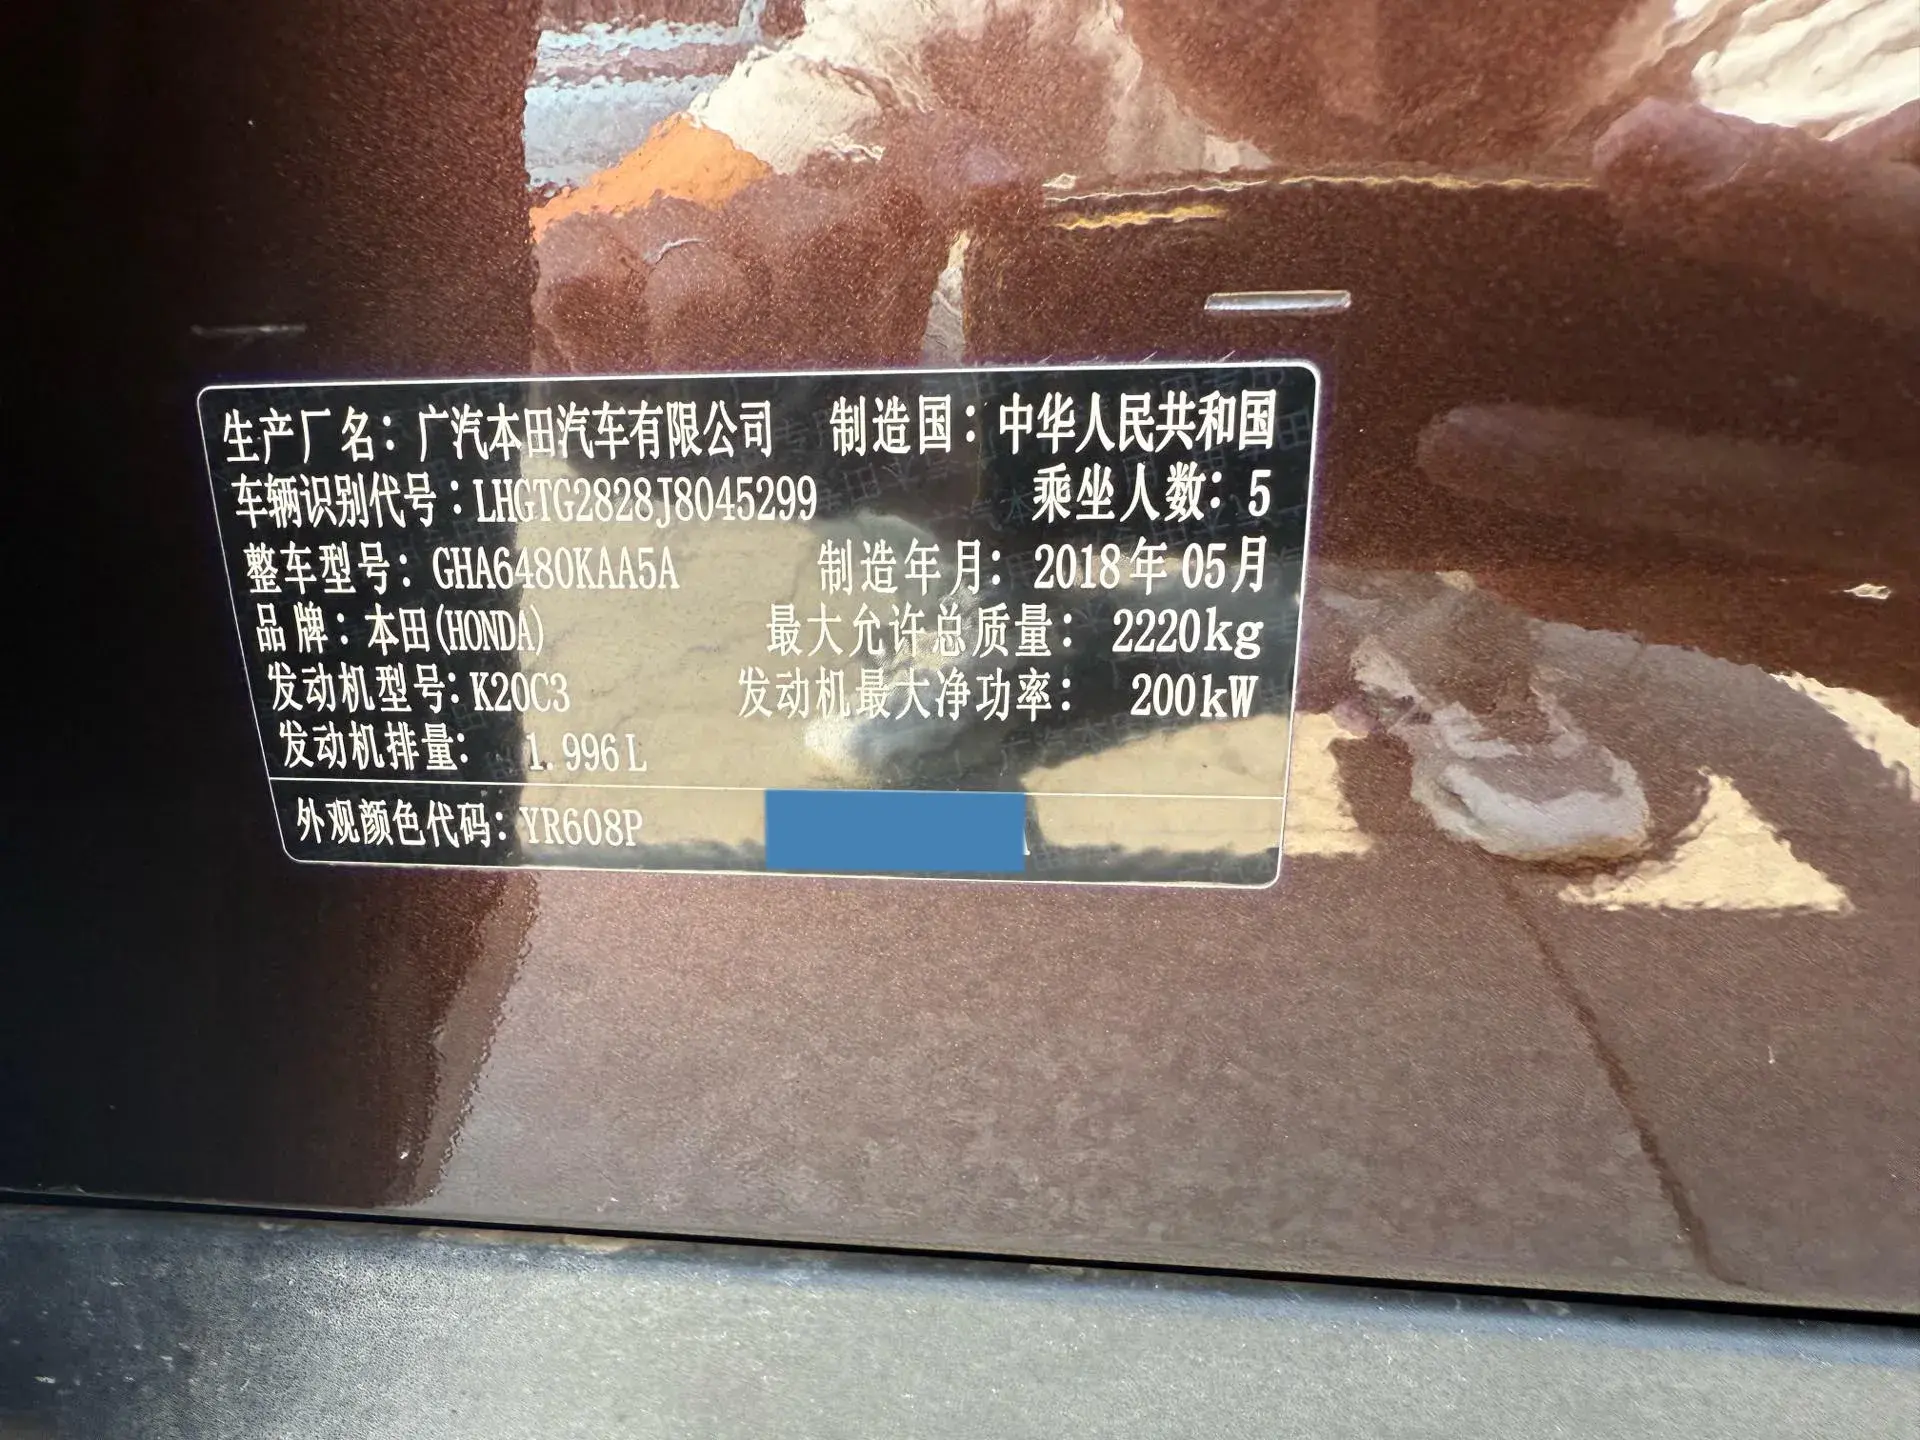 生产厂名：广汽本田汽车有限公司 制造国：中华人民共和国
车辆识别代号：LHGTG2828J8045299 乘坐人数：5
整车型号：GHA6480KAA5A 制造年月：2018年05月
品牌：本田(HONDA) 最大允许总质量：2220kg
发动机型号：K20C3 发动机最大净功率：200kW
发动机排量：1.996L
外观颜色代码：YR608P